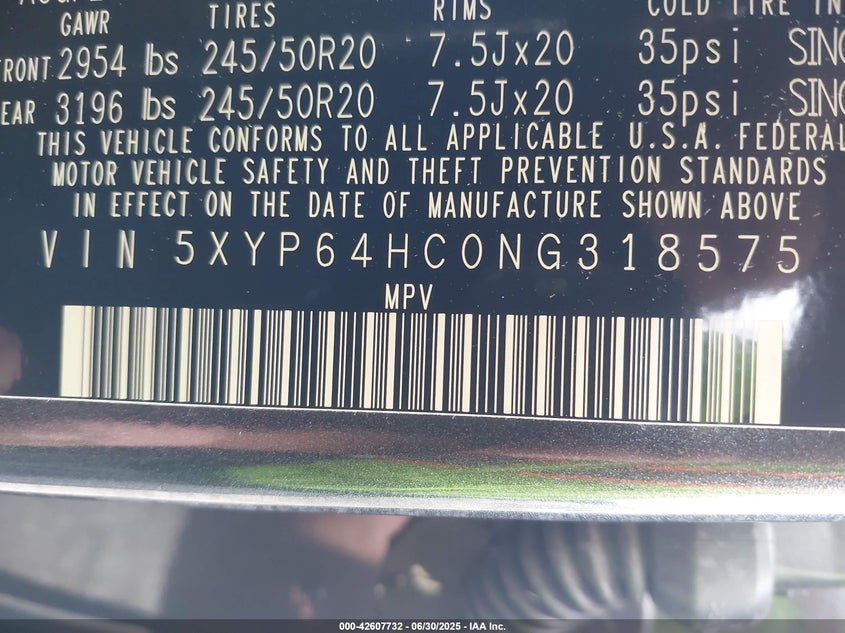 GAWR TIRES RIMS COLD TIRE IN
FRONT 2954 lbs 245/50R20 7.5Jx20 35psi SING
EAR 3196 lbs 245/50R20 7.5Jx20 35psi SING
THIS VEHICLE CONFORMS TO ALL APPLICABLE U.S.A. FEDERAL
MOTOR VEHICLE SAFETY AND THEFT PREVENTION STANDARDS
IN EFFECT ON THE DATE OF MANUFACTURE SHOWN ABOVE
VIN 5XYP64HC0NG318575
MPV
000-42607732 - 06/30/2025 - IAA Inc.